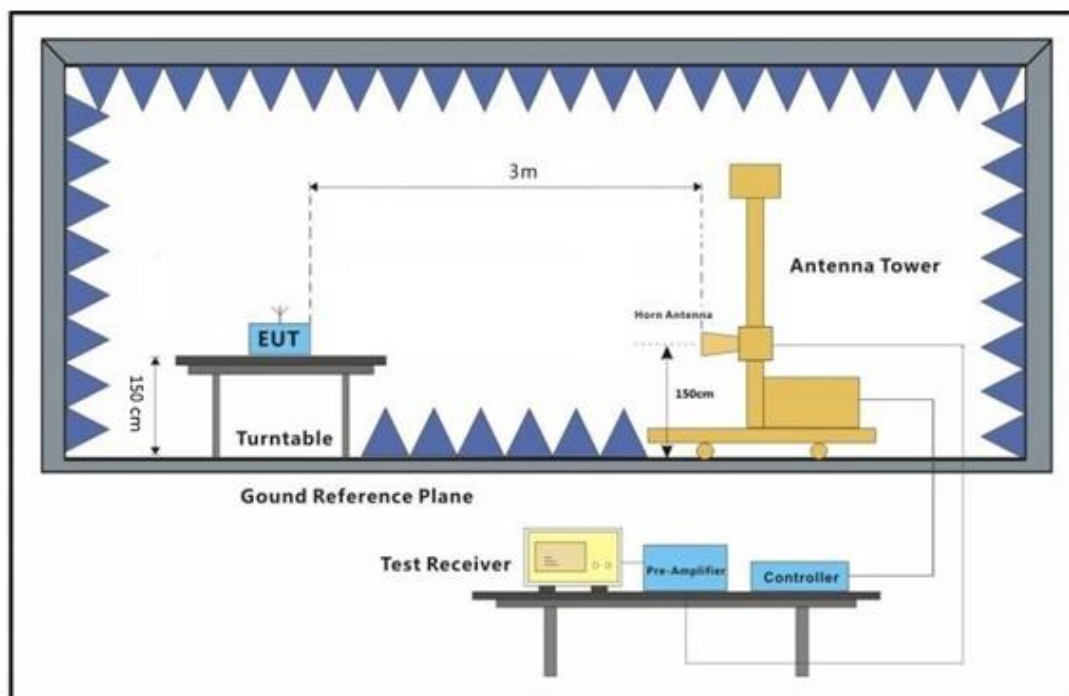 3m
Antenna Tower
Horn Antenna
EUT
150 cm
150cm
Turntable
Gound Reference Plane
Test Receiver
Pre-Amplifier
Controller